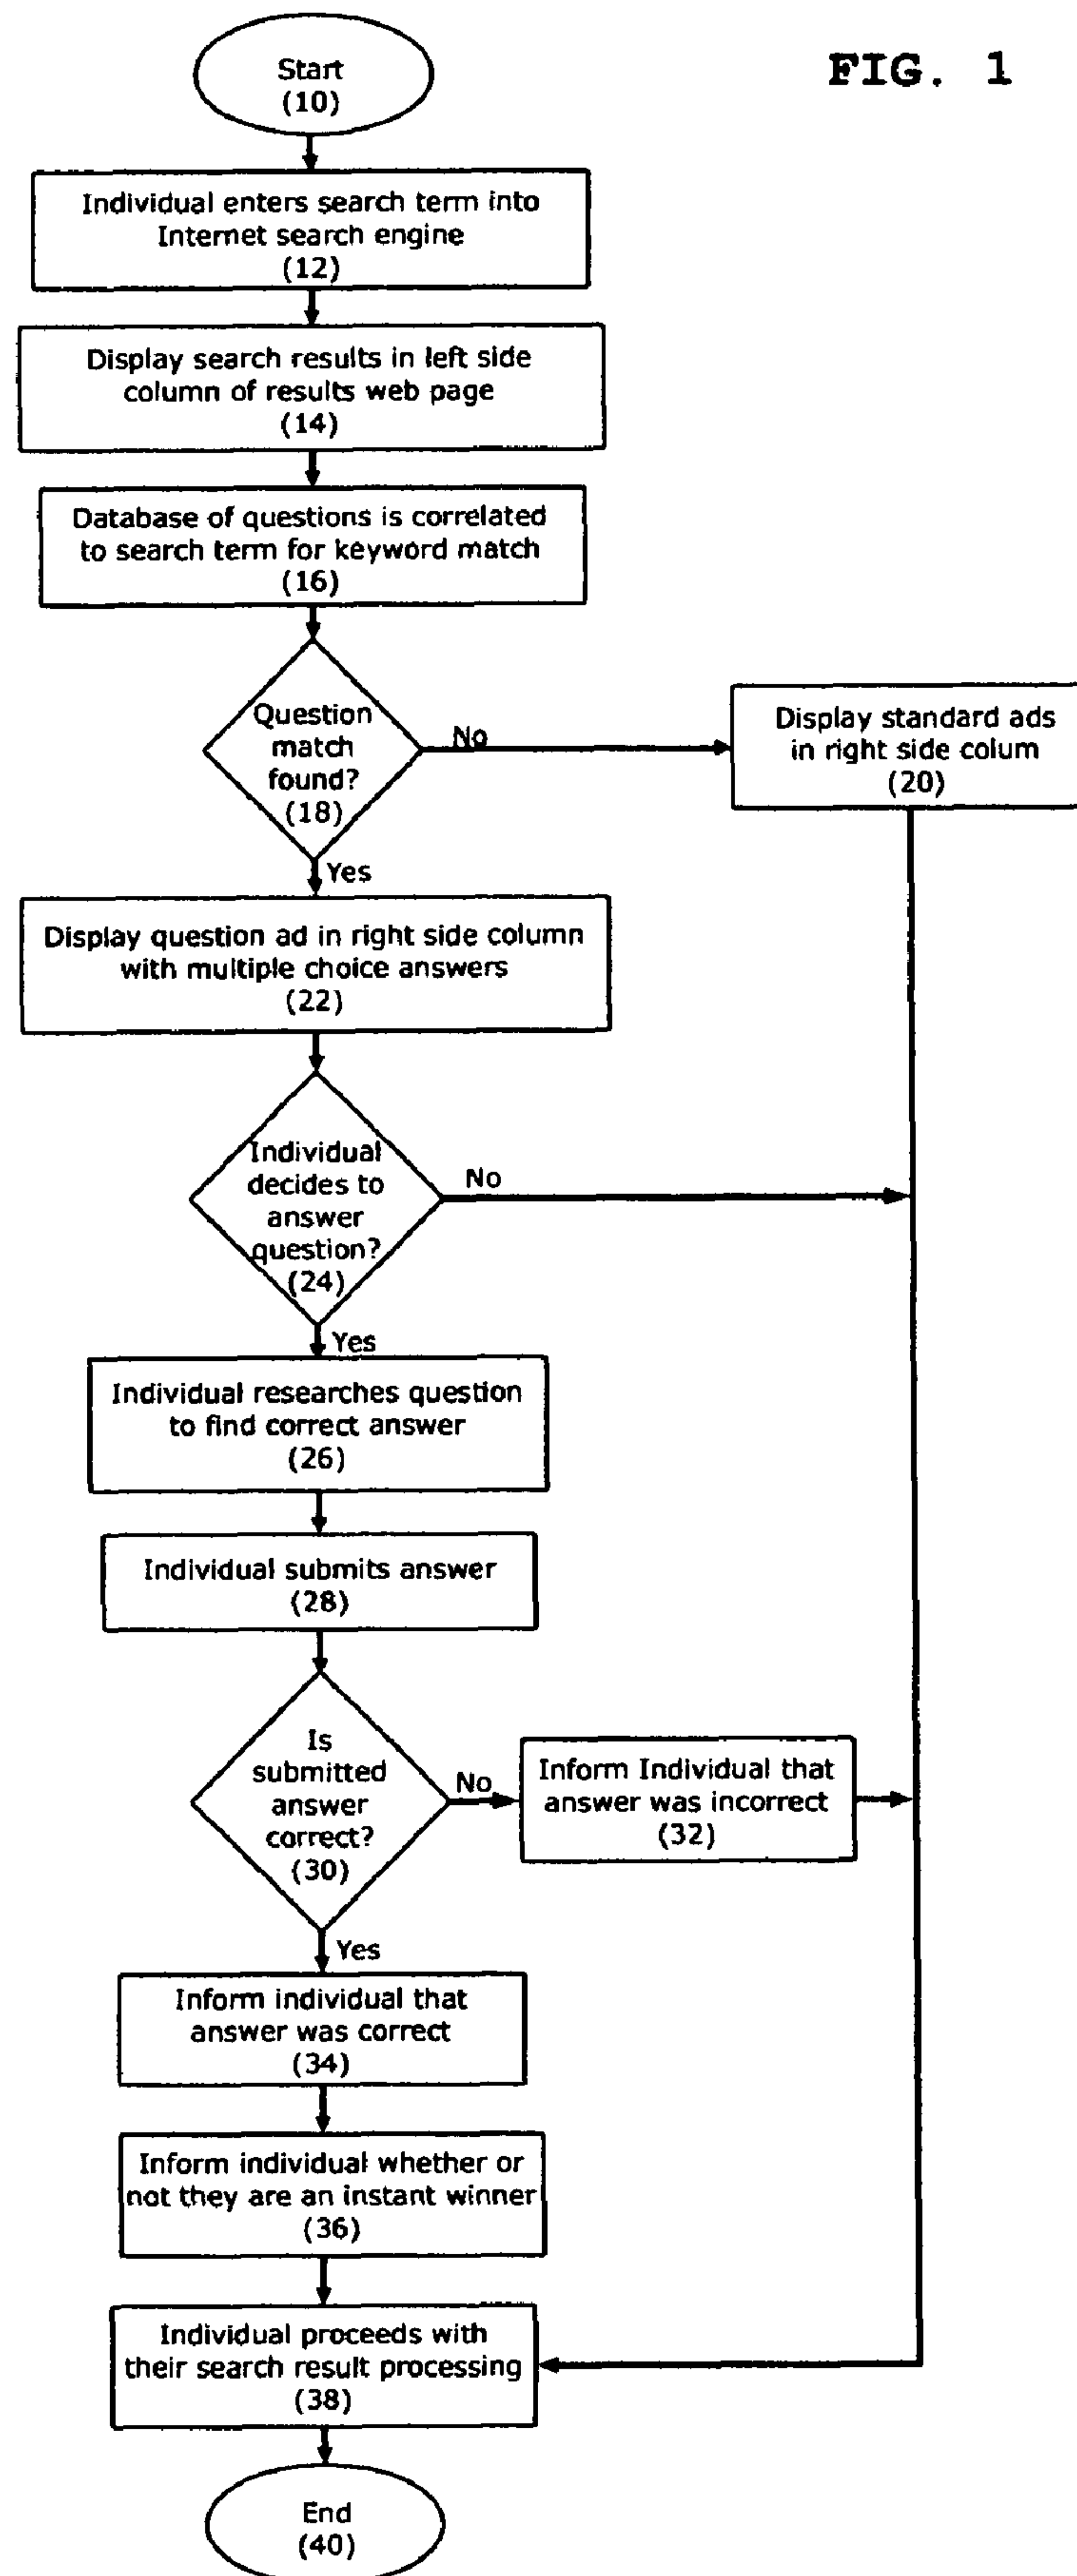 FIG. 1
Start
(10)
Individual enters search term into
Internet search engine
(12)
Display search results in left side
column of results web page
(14)
Database of questions is correlated
to search term for keyword match
(16)
Question
match
found?
(18)
No
Display standard ads
in right side colum
(20)
Yes
Display question ad in right side column
with multiple choice answers
(22)
Individual
decides to
answer
question?
(24)
No
Yes
Individual researches question
to find correct answer
(26)
Individual submits answer
(28)
Is
submitted
answer
correct?
(30)
No
Inform Individual that
answer was incorrect
(32)
Yes
Inform individual that
answer was correct
(34)
Inform individual whether or
not they are an instant winner
(36)
Individual proceeds with
their search result processing
(38)
End
(40)